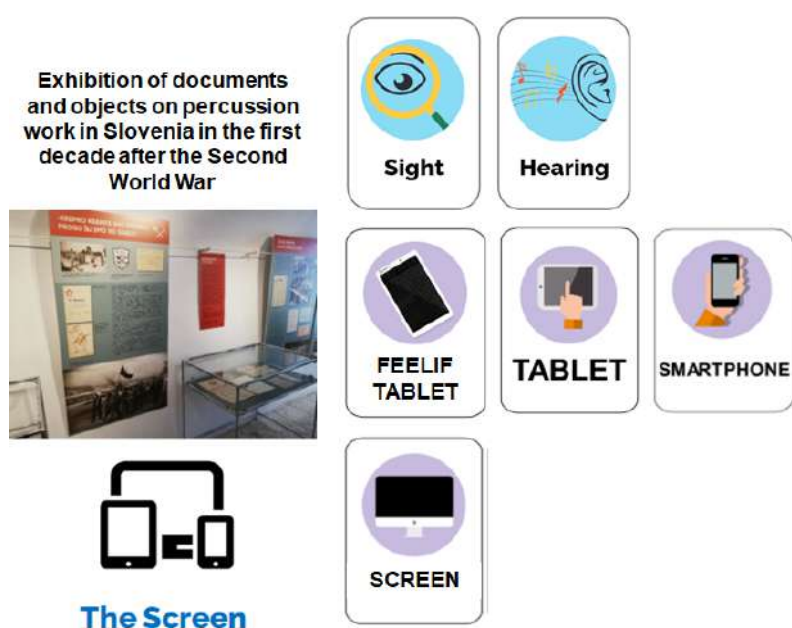 Exhibition of documents
and objects on percussion
work in Slovenia in the first
decade after the Second
World War
Sight
Hearing
FEELIF
TABLET
TABLET
SMARTPHONE
SCREEN
The Screen